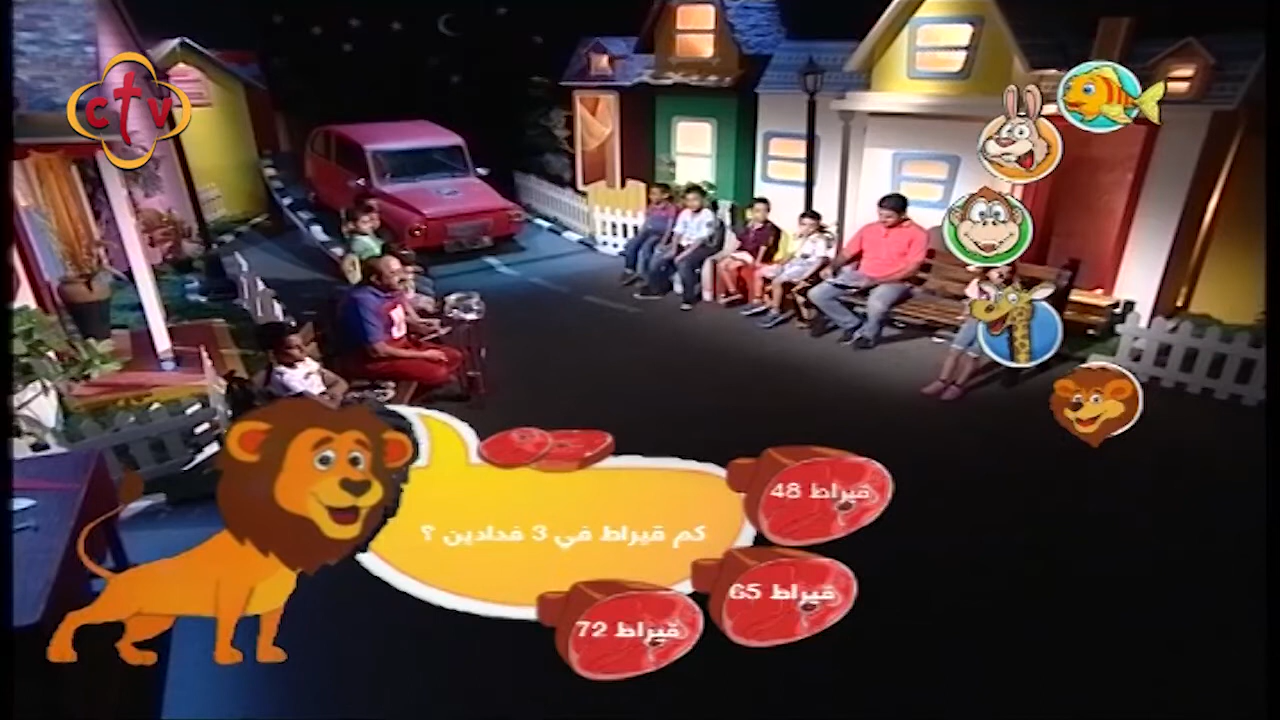 ctv
كم قيراط في 3 فدادين ؟
48 قيراط
65 قيراط
72 قيراط